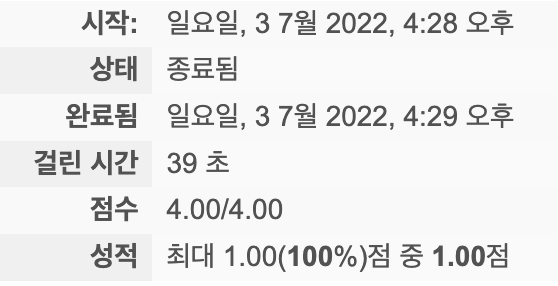 시작: 일요일, 3 7월 2022, 4:28 오후
상태 종료됨
완료됨 일요일, 3 7월 2022, 4:29 오후
걸린 시간 39 초
점수 4.00/4.00
성적 최대 1.00(100%)점 중 1.00점